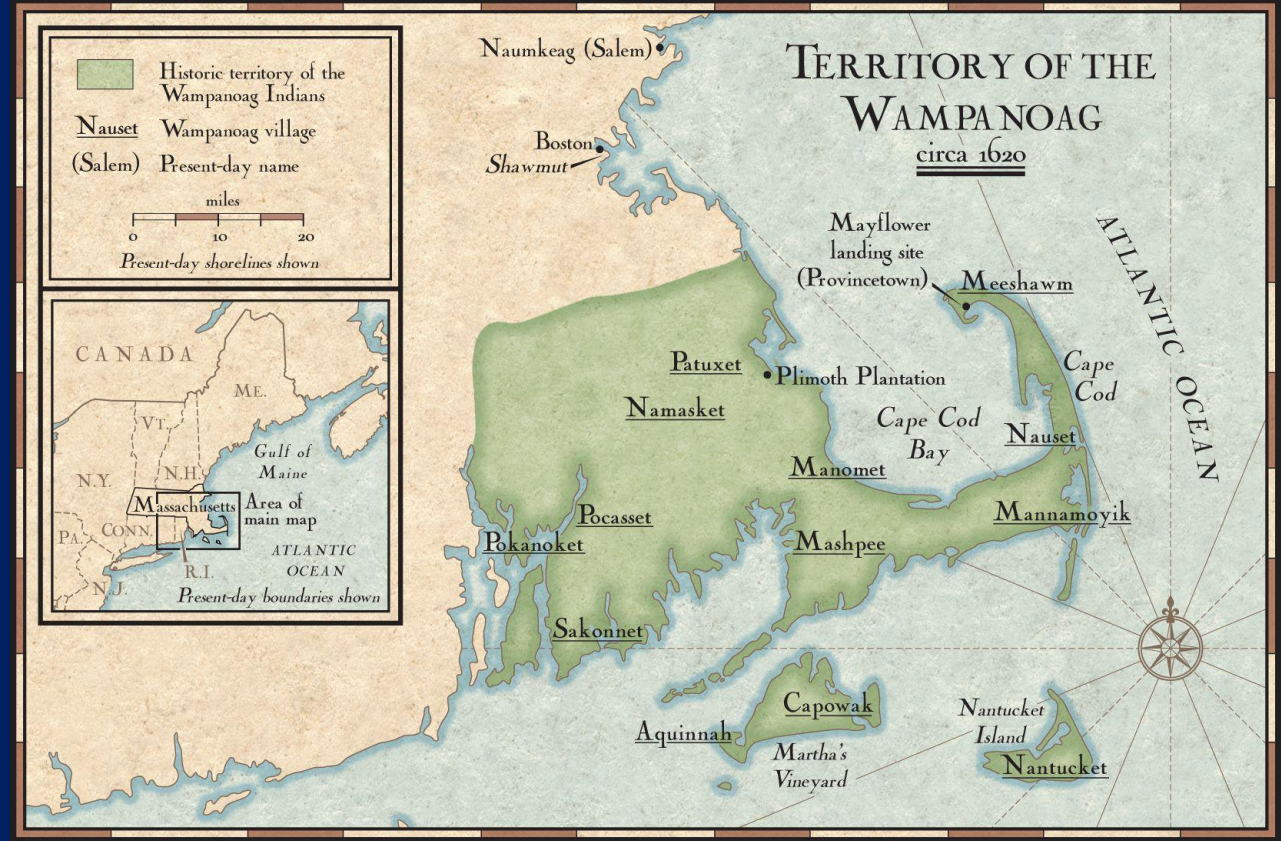 TERRITORY OF THE
WAMPANOAG
circa 1620
Historic territory of the
Wampanoag Indians
Nauset
Wampanoag village
(Salem)
Present-day name
miles
0
10
20
Present-day shorelines shown
CANADA
ME.
VT.
N.H.
N.Y.
Gulf of
Maine
Massachusetts
Area of
main map
CONN.
PA.
R.I.
N.J.
ATLANTIC
OCEAN
Present-day boundaries shown
Naumkeag (Salem)
Boston
Shawmut
Mayflower
landing site
(Provincetown)
Meeshawm
ATLANTIC OCEAN
Patuxet
Plimoth Plantation
Cape
Cod
Namasket
Cape Cod
Bay
Nauset
Manomet
Pocasset
Mannamoyik
Pokanoket
Mashpee
Sakonnet
Capowak
Aquinnah
Martha's
Vineyard
Nantucket
Island
Nantucket